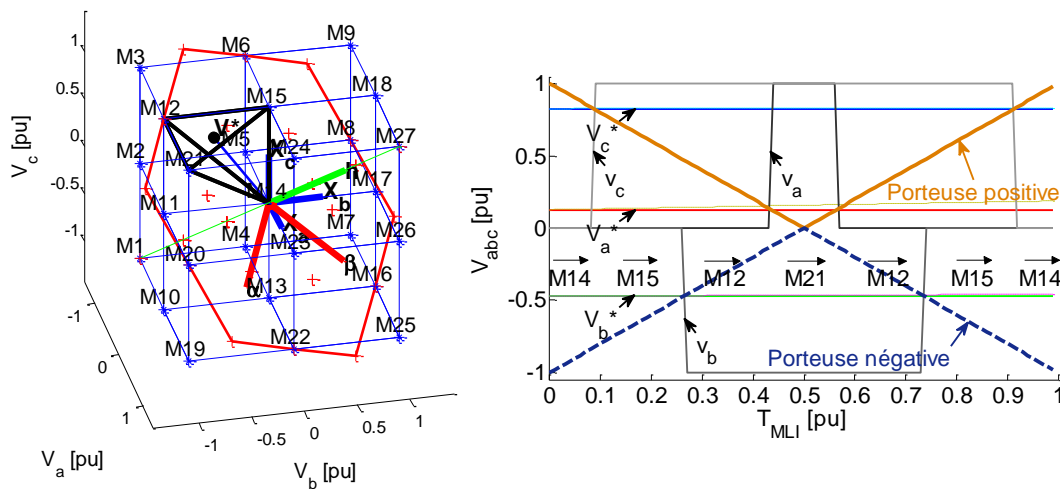 V_c [pu]
1
0.5
0
-0.5
-1
M3
M6
M9
M18
M12
M15
V*
M8
M27
M2
M21
M5
M24
X_c
h
M14
M17
M11
X_b
X_a
M1
M4
M7
M20
M23
M26
β
α
M16
M10
M13
M19
M22
M25
-1
0
1
V_a [pu]
-1
-0.5
0
0.5
1
V_b [pu]
V_abc [pu]
1
0.5
0
-0.5
-1
V_c*
v_c
v_a
Porteuse positive
V_a*
M14
M15
M12
M21
M12
M15
M14
V_b*
v_b
Porteuse négative
0
0.1
0.2
0.3
0.4
0.5
0.6
0.7
0.8
0.9
1
T_MLI [pu]